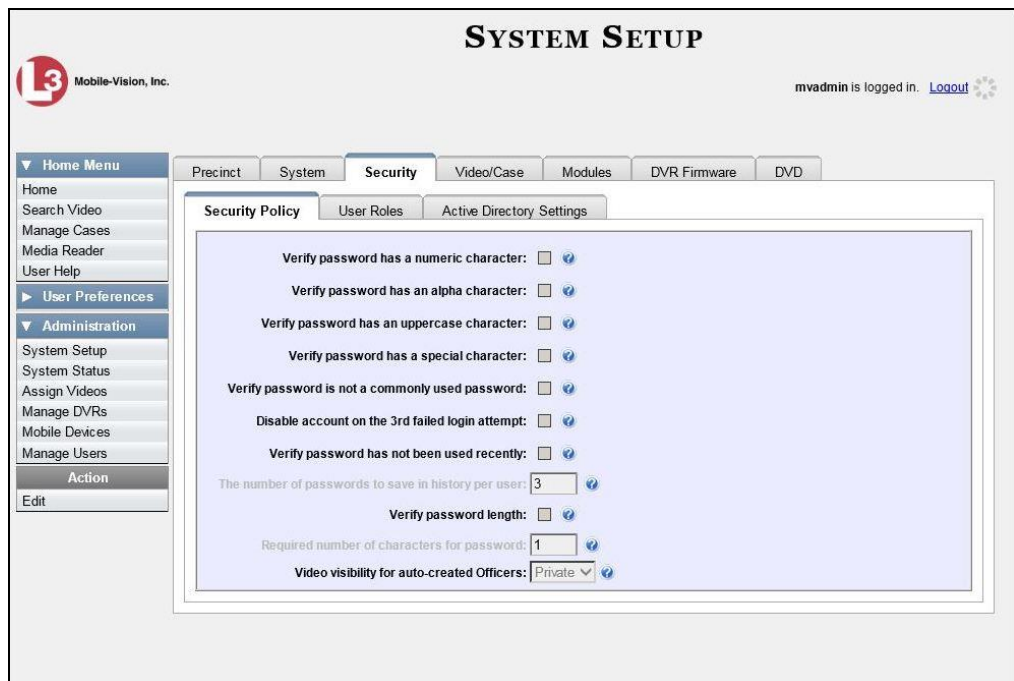 SYSTEM SETUP
L3 Mobile-Vision, Inc.
mvadmin is logged in. Logout
▼ Home Menu
Home
Search Video
Manage Cases
Media Reader
User Help
▶ User Preferences
▼ Administration
System Setup
System Status
Assign Videos
Manage DVRs
Mobile Devices
Manage Users
Action
Edit
Precinct System Security Video/Case Modules DVR Firmware DVD
Security Policy User Roles Active Directory Settings
Verify password has a numeric character: ?
Verify password has an alpha character: ?
Verify password has an uppercase character: ?
Verify password has a special character: ?
Verify password is not a commonly used password: ?
Disable account on the 3rd failed login attempt: ?
Verify password has not been used recently: ?
The number of passwords to save in history per user: 3 ?
Verify password length: ?
Required number of characters for password: 1 ?
Video visibility for auto-created Officers: Private ?